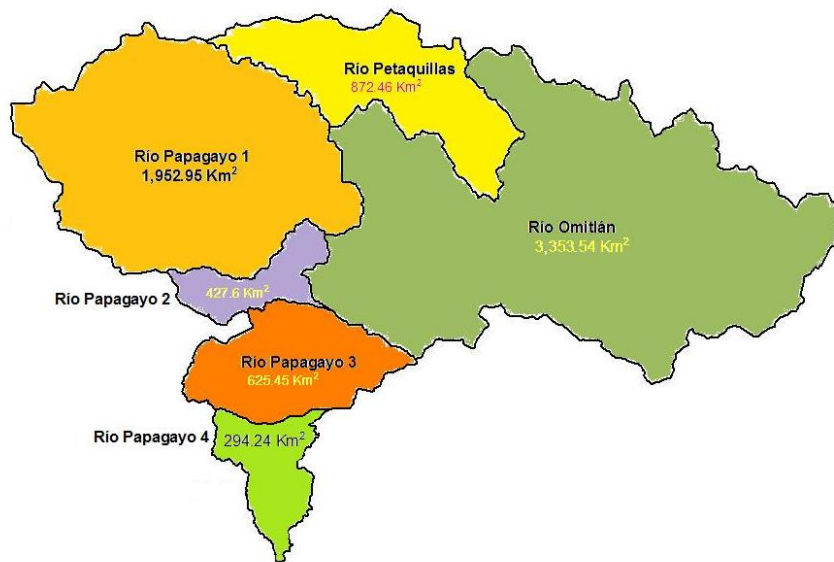 Río Petaquillas
872.46 Km²
Río Papagayo 1
1,952.95 Km²
Río Omitlán
3,353.54 Km²
427.6 Km²
Río Papagayo 2
Río Papagayo 3
625.45 Km²
Río Papagayo 4
294.24 Km²